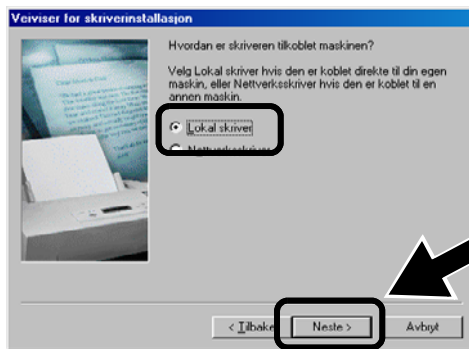 Veiviser for skriverinstallasjon
Hvordan er skriveren tilkoblet maskinen?
Velg Lokal skriver hvis den er koblet direkte til din egen
maskin, eller Nettverksskriver hvis den er koblet til en
annen maskin.
Lokal skriver
Nettverksskriver
< Tilbake
Neste >
Avbryt